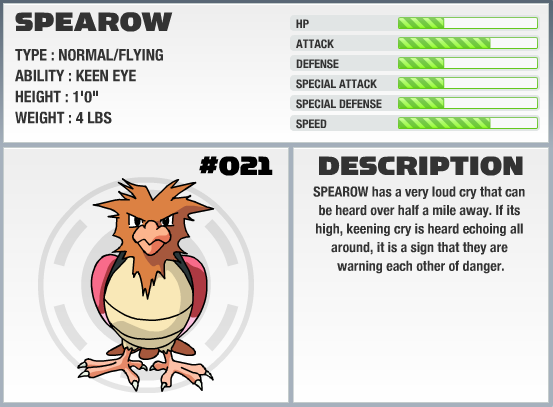 SPEAROW
TYPE : NORMAL/FLYING
ABILITY : KEEN EYE
HEIGHT : 1'0"
WEIGHT : 4 LBS
HP
ATTACK
DEFENSE
SPECIAL ATTACK
SPECIAL DEFENSE
SPEED
#021
DESCRIPTION
SPEAROW has a very loud cry that can
be heard over half a mile away. If its
high, keening cry is heard echoing all
around, it is a sign that they are
warning each other of danger.